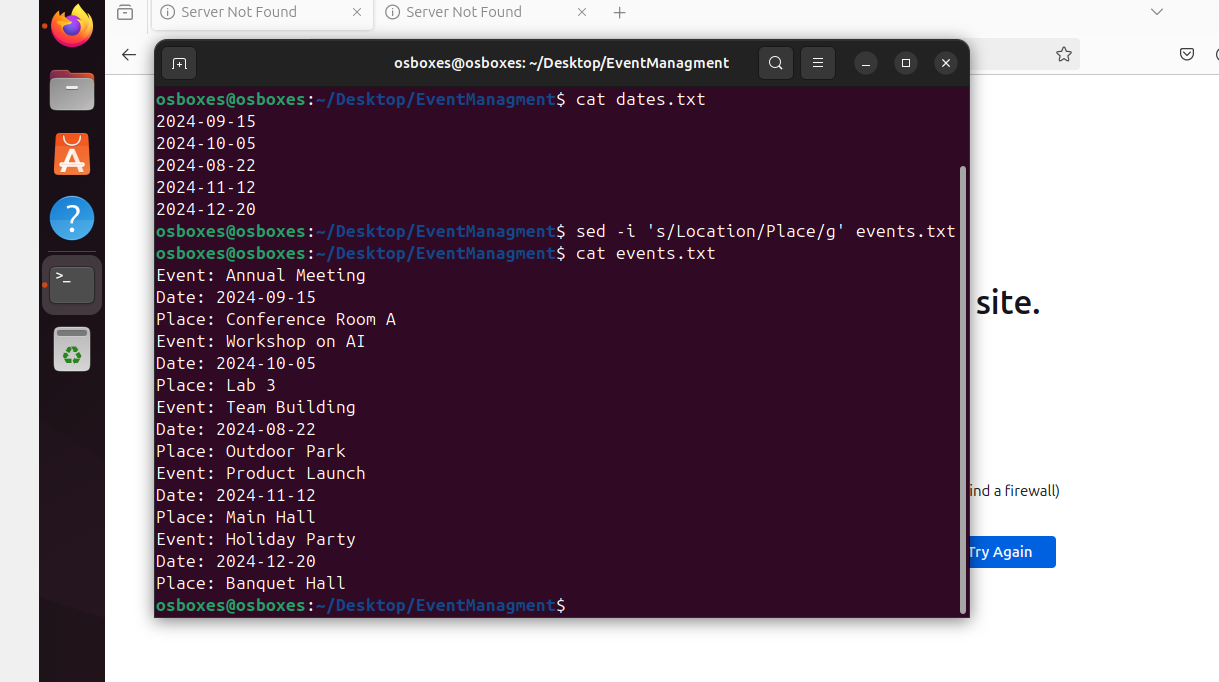 Server Not Found
Server Not Found
osboxes@osboxes: ~/Desktop/EventManagment
osboxes@osboxes:~/Desktop/EventManagment$ cat dates.txt
2024-09-15
2024-10-05
2024-08-22
2024-11-12
2024-12-20
osboxes@osboxes:~/Desktop/EventManagment$ sed -i 's/Location/Place/g' events.txt
osboxes@osboxes:~/Desktop/EventManagment$ cat events.txt
Event: Annual Meeting
Date: 2024-09-15
Place: Conference Room A
Event: Workshop on AI
Date: 2024-10-05
Place: Lab 3
Event: Team Building
Date: 2024-08-22
Place: Outdoor Park
Event: Product Launch
Date: 2024-11-12
Place: Main Hall
Event: Holiday Party
Date: 2024-12-20
Place: Banquet Hall
osboxes@osboxes:~/Desktop/EventManagment$
site.
ind a firewall)
Try Again